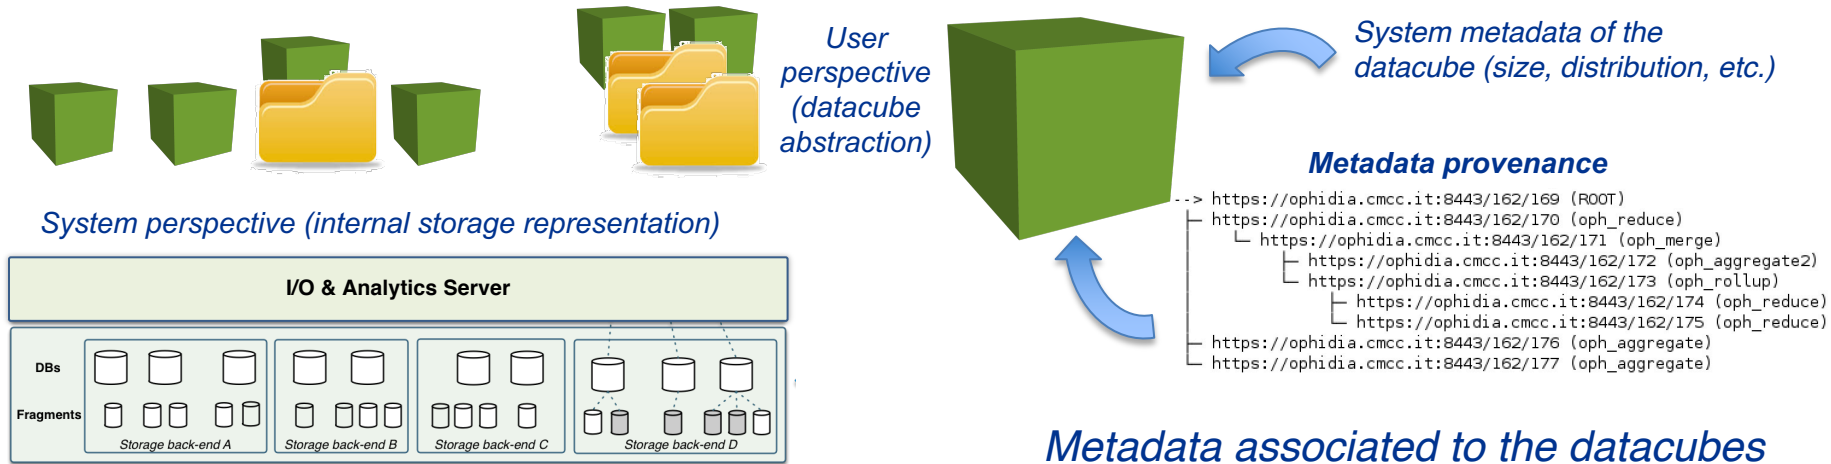 User
perspective
(datacube
abstraction)
System metadata of the
datacube (size, distribution, etc.)
System perspective (internal storage representation)
I/O & Analytics Server
DBs
Fragments
Storage back-end A
Storage back-end B
Storage back-end C
Storage back-end D
Metadata provenance
--> https://ophidia.cmcc.it:8443/162/169 (ROOT)
├─ https://ophidia.cmcc.it:8443/162/170 (oph_reduce)
│  └─ https://ophidia.cmcc.it:8443/162/171 (oph_merge)
│     ├─ https://ophidia.cmcc.it:8443/162/172 (oph_aggregate2)
│     └─ https://ophidia.cmcc.it:8443/162/173 (oph_rollup)
│        ├─ https://ophidia.cmcc.it:8443/162/174 (oph_reduce)
│        └─ https://ophidia.cmcc.it:8443/162/175 (oph_reduce)
├─ https://ophidia.cmcc.it:8443/162/176 (oph_aggregate)
└─ https://ophidia.cmcc.it:8443/162/177 (oph_aggregate)
Metadata associated to the datacubes